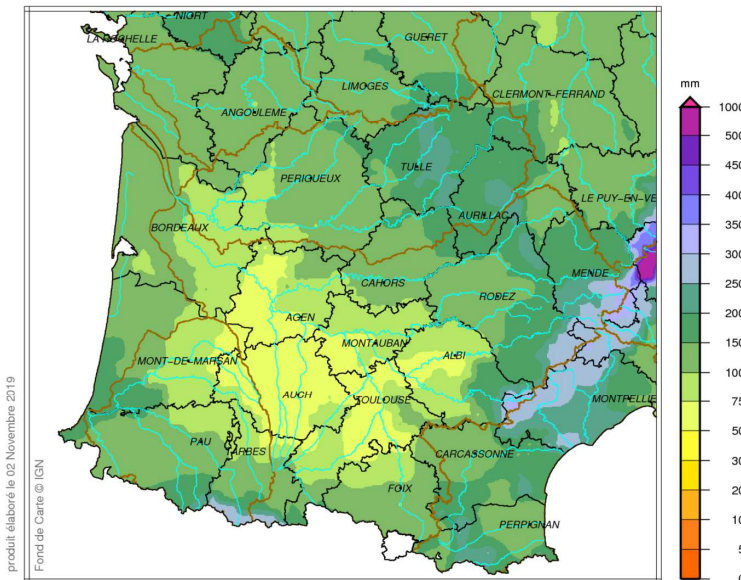 NIORT
LA ROCHELLE
GUERET
LIMOGES
CLERMONT-FERRAND
ANGOULEME
TULLE
PERIGUEUX
LE PUY-EN-VE
AURILLAC
BORDEAUX
MENDE
CAHORS
RODEZ
AGEN
MONTAUBAN
ALBI
MONT-DE-MARSAN
AUCH
TOULOUSE
MONTPELLIE
PAU
TARBES
CARCASSONNE
FOIX
PERPIGNAN
mm
1000
500
450
400
350
300
250
200
150
100
75
50
30
20
10
5
0
produit élaboré le 02 Novembre 2019
Fond de Carte © IGN